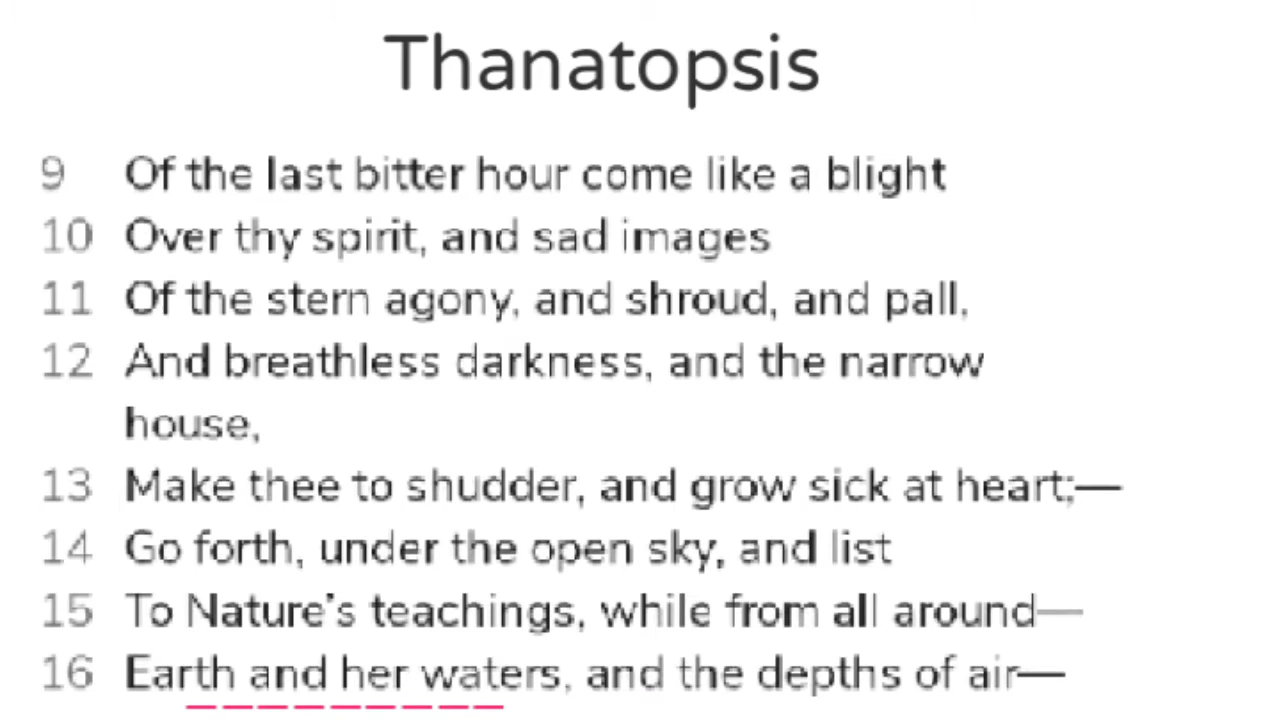 Thanatopsis
9 Of the last bitter hour come like a blight
10 Over thy spirit, and sad images
11 Of the stern agony, and shroud, and pall,
12 And breathless darkness, and the narrow
house,
13 Make thee to shudder, and grow sick at heart;—
14 Go forth, under the open sky, and list
15 To Nature's teachings, while from all around—
16 Earth and her waters, and the depths of air—